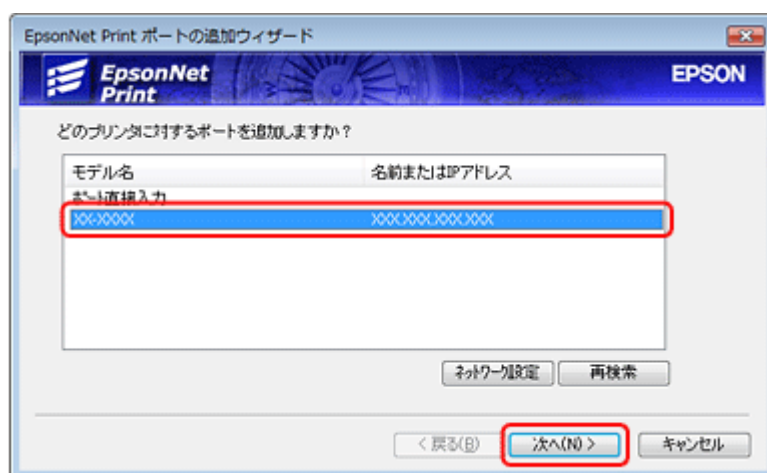 EpsonNet Print ポートの追加ウィザード
EpsonNet
Print
EPSON
どのプリンタに対するポートを追加しますか？
モデル名 名前またはIPアドレス
ポート直接入力
XX-XXXX XXX.XXX.XXX.XXX
ネットワーク設定 再検索
< 戻る(B) 次へ(N) > キャンセル